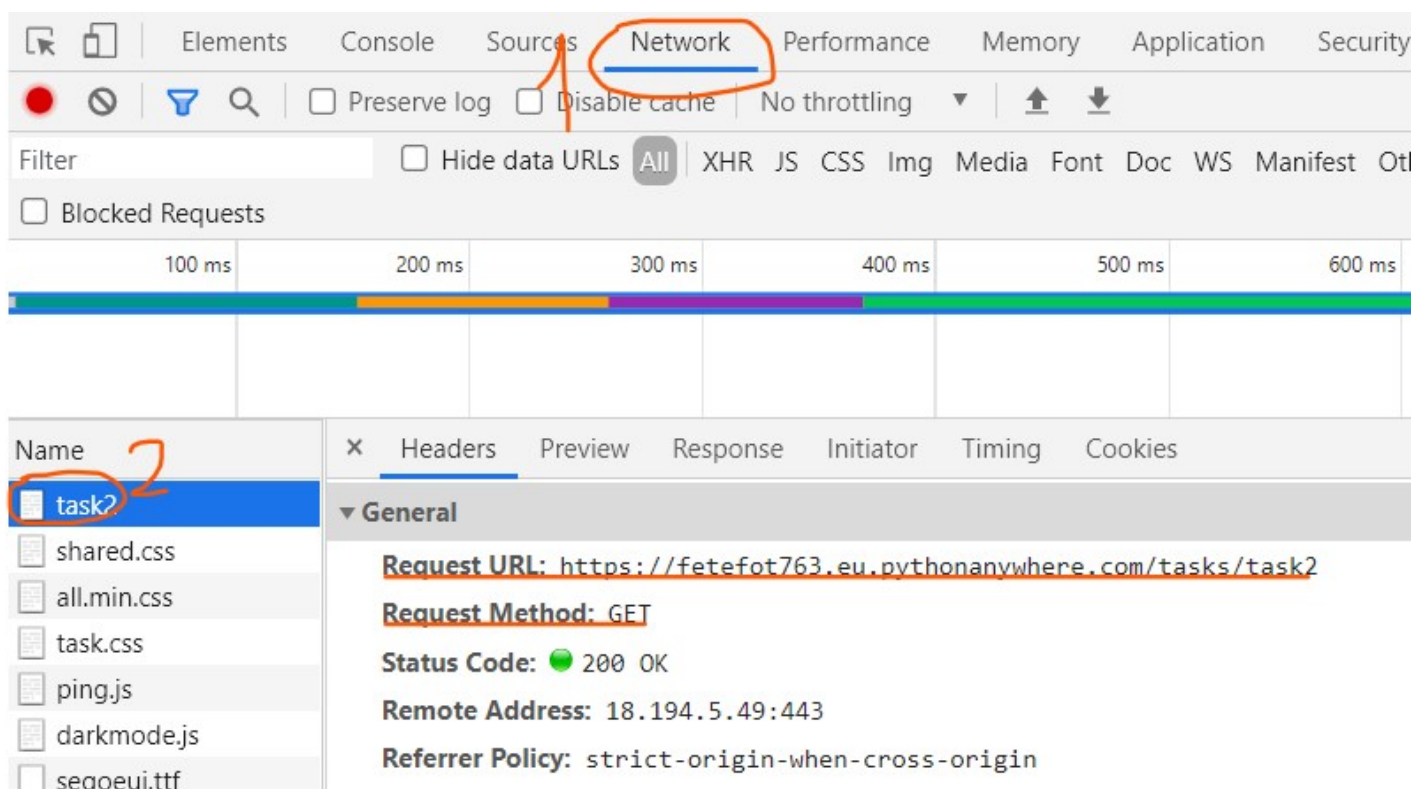 Elements Console Sources Network Performance Memory Application Security
1
Preserve log Disable cache No throttling
Filter Hide data URLs All XHR JS CSS Img Media Font Doc WS Manifest Ot
Blocked Requests
100 ms 200 ms 300 ms 400 ms 500 ms 600 ms
Name 2 × Headers Preview Response Initiator Timing Cookies
task2 General
shared.css Request URL: https://fetefot763.eu.pythonanywhere.com/tasks/task2
all.min.css Request Method: GET
task.css Status Code: 200 OK
ping.js Remote Address: 18.194.5.49:443
darkmode.js Referrer Policy: strict-origin-when-cross-origin
segoeui.ttf